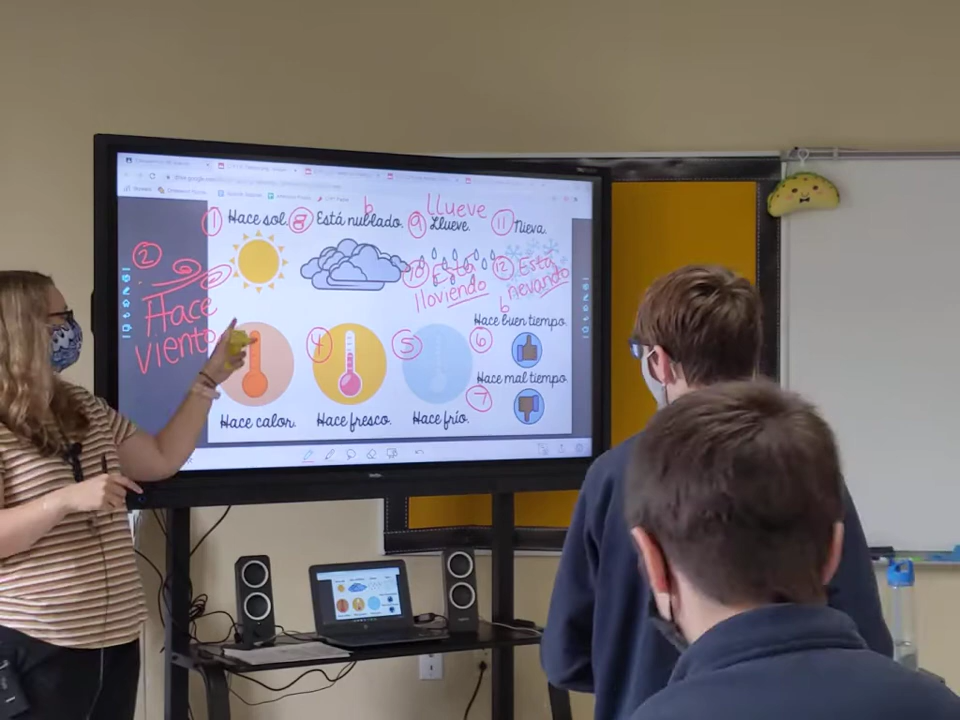 ① Hace sol.
⑧ Está nublado.
b
⑨ Llueve.
LLueve
⑪ Nieva.
②
Hace
viento
⑩ Está
lloviendo
⑫ Está
nevando
④
⑤
b
Hace buen tiempo.
⑥
Hace mal tiempo.
⑦
Hace calor.
Hace fresco.
Hace frío.